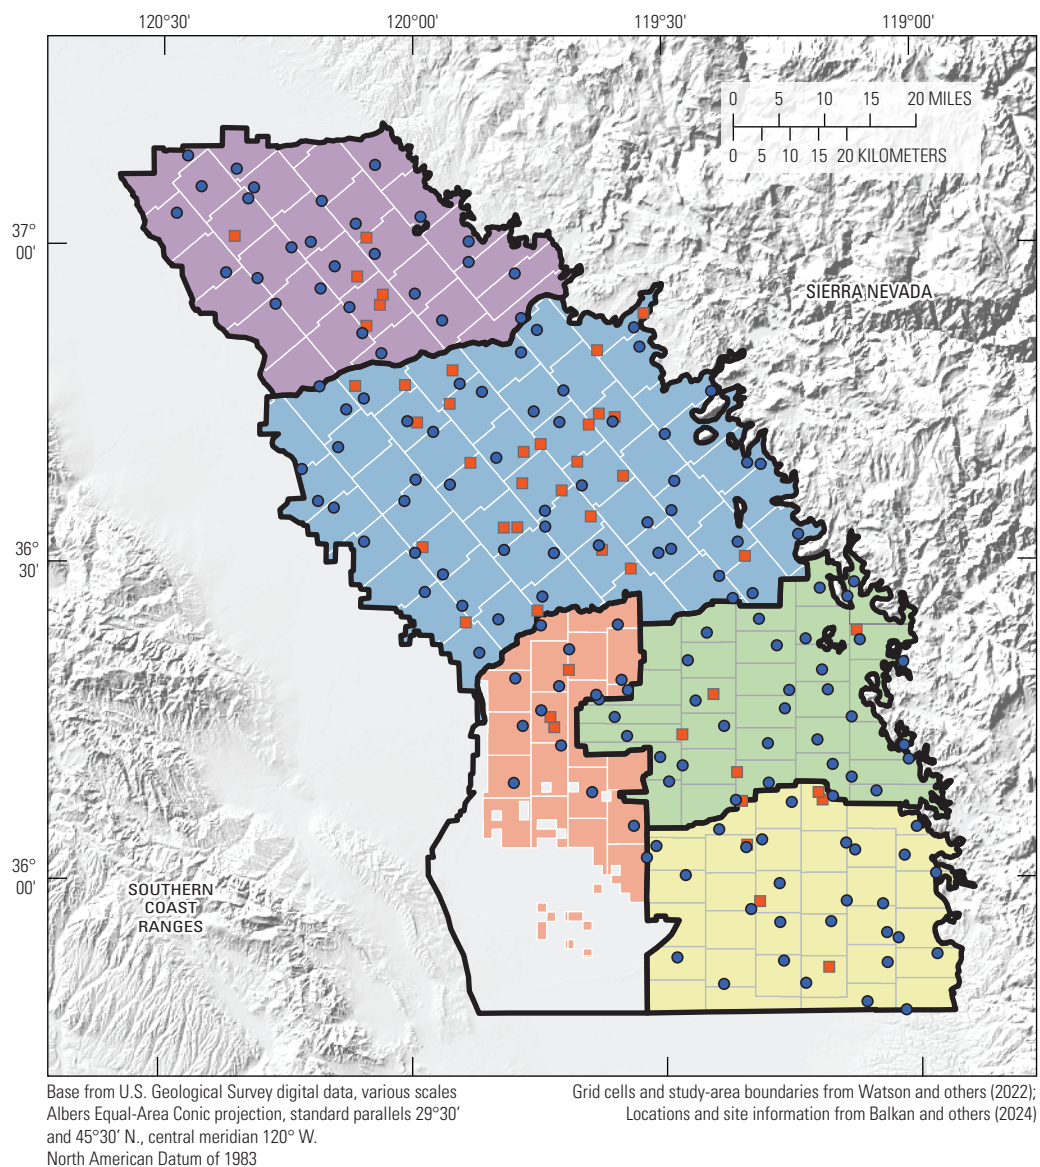 120°30' 120°00' 119°30' 119°00'
0 5 10 15 20 MILES
0 5 10 15 20 KILOMETERS
37°
00'
SIERRA NEVADA
36°
30'
36°
00'
SOUTHERN
COAST
RANGES
Base from U.S. Geological Survey digital data, various scales
Albers Equal-Area Conic projection, standard parallels 29°30'
and 45°30' N., central meridian 120° W.
North American Datum of 1983
Grid cells and study-area boundaries from Watson and others (2022);
Locations and site information from Balkan and others (2024)